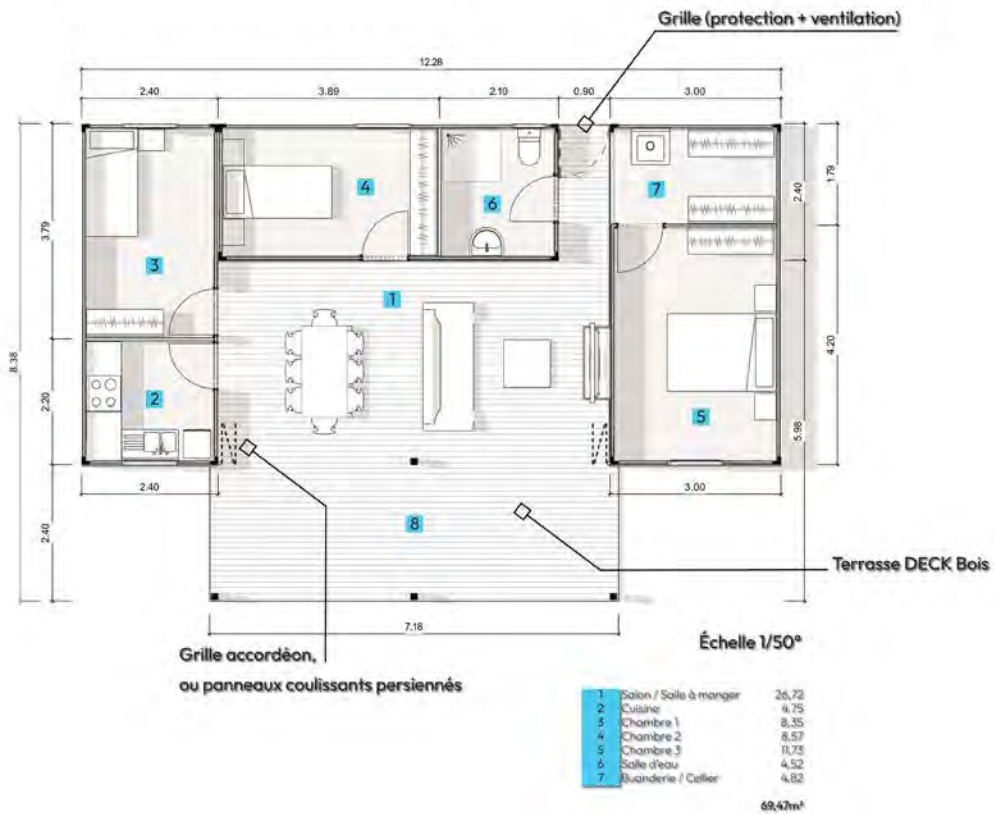 Grille (protection + ventilation)
12.28
2.40
3.89
2.10
0.90
3.00
3.79
8.38
2.20
2.40
1.79
2.40
4.20
5.98
3
4
6
7
1
2
5
8
2.40
3.00
7.18
Terrasse DECK Bois
Grille accordéon,
ou panneaux coulissants persiennés
Échelle 1/50°
1 Salon / Salle à manger 26,72
2 Cuisine 4,75
3 Chambre 1 8,35
4 Chambre 2 8,57
5 Chambre 3 11,73
6 Salle d'eau 4,52
7 Buanderie / Cellier 4,82
69,47m²